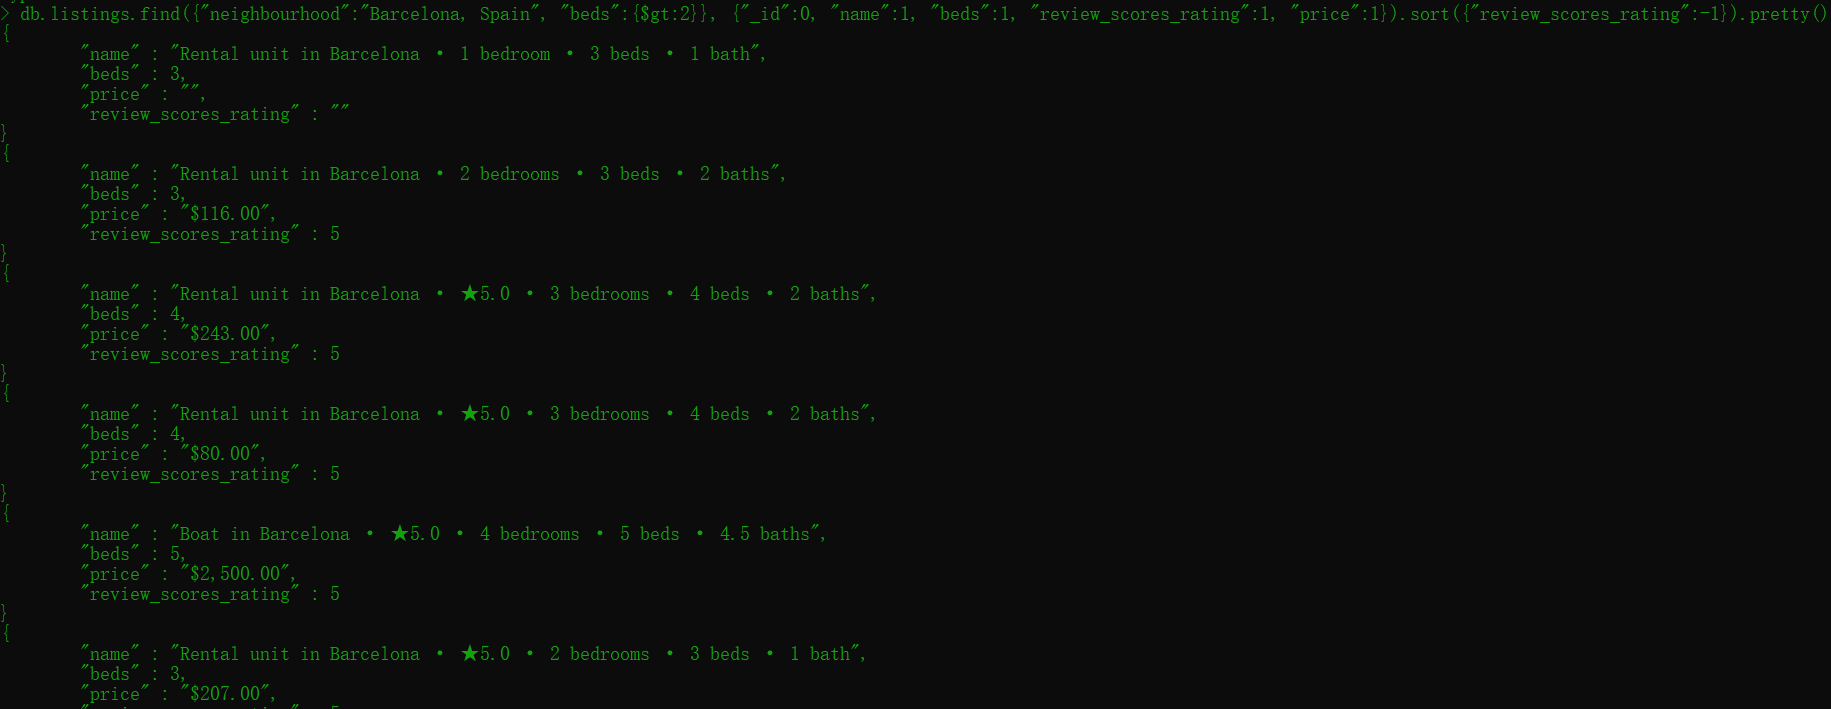 > db.listings.find({"neighbourhood":"Barcelona, Spain", "beds":{$gt:2}}, {"_id":0, "name":1, "beds":1, "review_scores_rating":1, "price":1}).sort({"review_scores_rating":-1}).pretty()
{
"name" : "Rental unit in Barcelona · 1 bedroom · 3 beds · 1 bath",
"beds" : 3,
"price" : "",
"review_scores_rating" : ""
}
{
"name" : "Rental unit in Barcelona · 2 bedrooms · 3 beds · 2 baths",
"beds" : 3,
"price" : "$116.00",
"review_scores_rating" : 5
}
{
"name" : "Rental unit in Barcelona · ★5.0 · 3 bedrooms · 4 beds · 2 baths",
"beds" : 4,
"price" : "$243.00",
"review_scores_rating" : 5
}
{
"name" : "Rental unit in Barcelona · ★5.0 · 3 bedrooms · 4 beds · 2 baths",
"beds" : 4,
"price" : "$80.00",
"review_scores_rating" : 5
}
{
"name" : "Boat in Barcelona · ★5.0 · 4 bedrooms · 5 beds · 4.5 baths",
"beds" : 5,
"price" : "$2,500.00",
"review_scores_rating" : 5
}
{
"name" : "Rental unit in Barcelona · ★5.0 · 2 bedrooms · 3 beds · 1 bath",
"beds" : 3,
"price" : "$207.00",